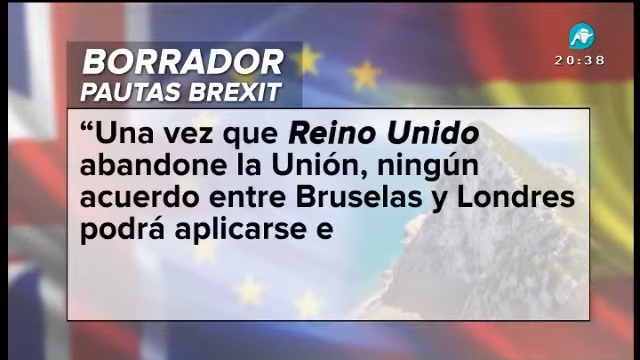 BORRADOR
PAUTAS BREXIT
20:38
“Una vez que Reino Unido
abandone la Unión, ningún
acuerdo entre Bruselas y Londres
podrá aplicarse e